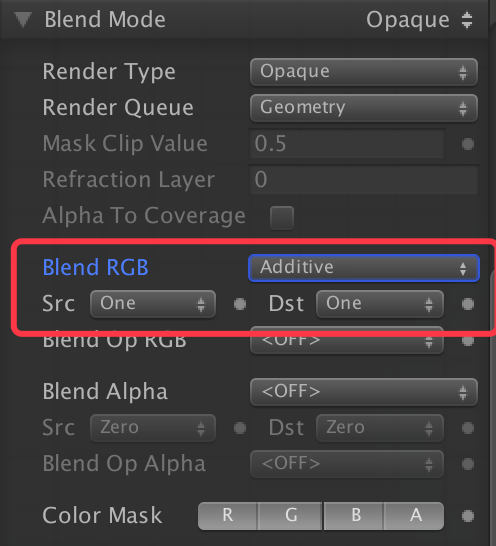 Blend Mode Opaque
Render Type Opaque
Render Queue Geometry
Mask Clip Value 0.5
Refraction Layer 0
Alpha To Coverage
Blend RGB Additive
Src One Dst One
Blend Op RGB <OFF>
Blend Alpha <OFF>
Src Zero Dst Zero
Blend Op Alpha <OFF>
Color Mask R G B A